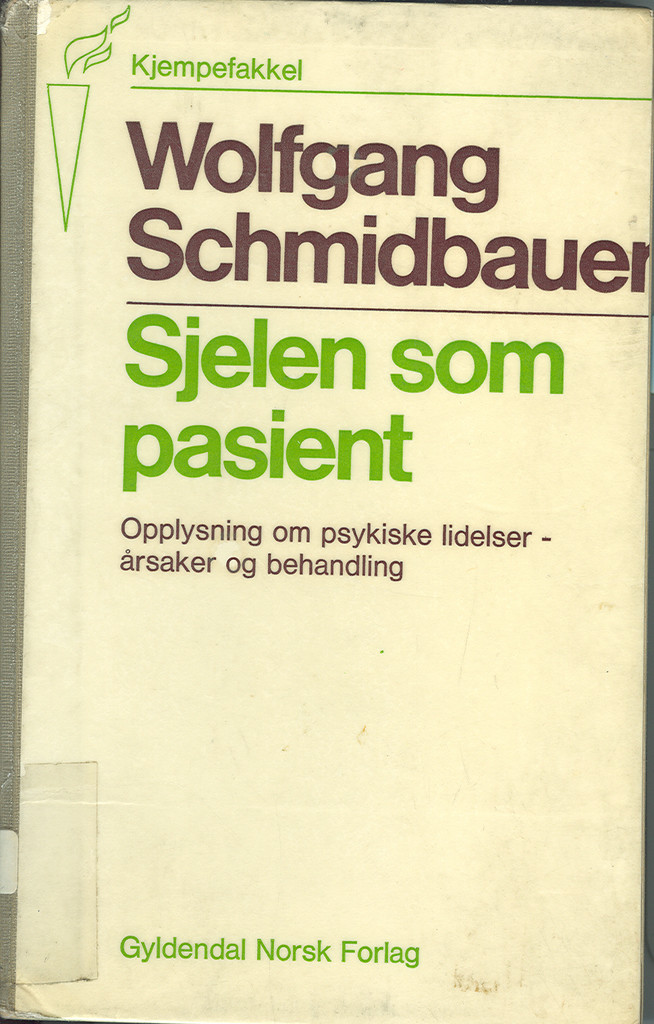 Kjempefakkel
Wolfgang
Schmidbauer
Sjelen som
pasient
Opplysning om psykiske lidelser -
årsaker og behandling
Gyldendal Norsk Forlag